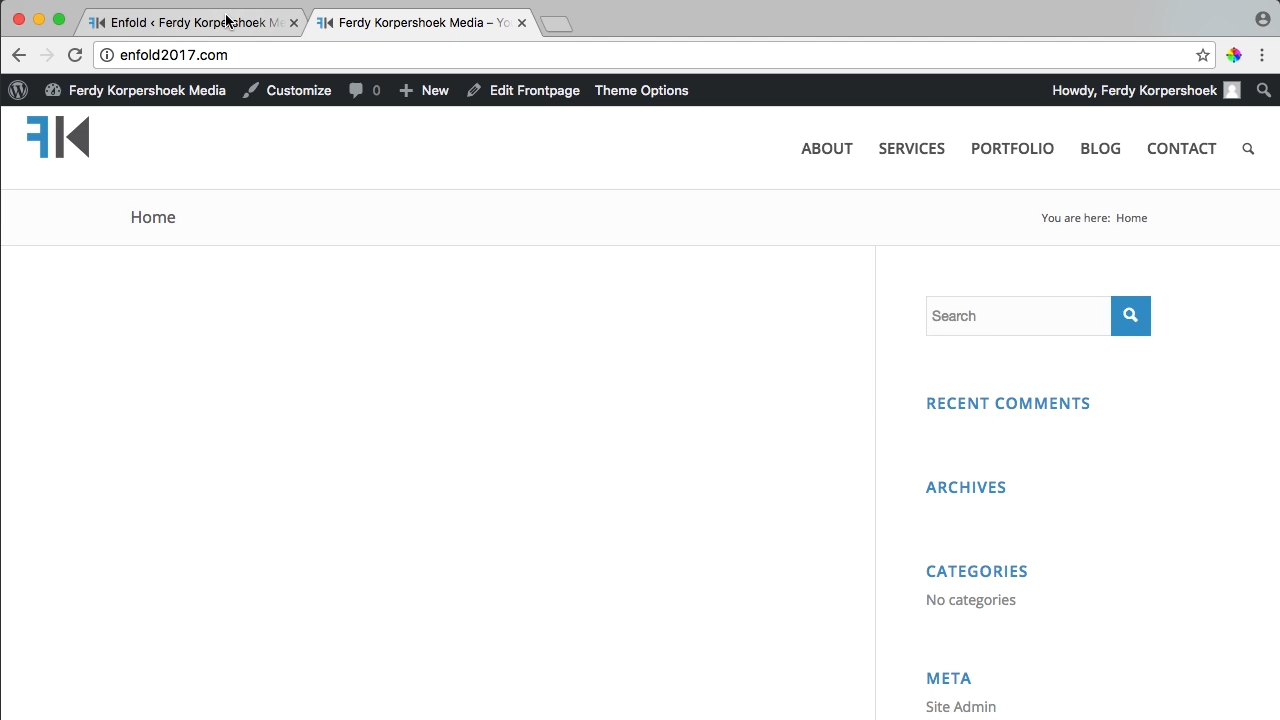 Enfold ‹ Ferdy Korpershoek Me
Ferdy Korpershoek Media – Yo
enfold2017.com
Ferdy Korpershoek Media Customize 0 New Edit Frontpage Theme Options Howdy, Ferdy Korpershoek
FK
ABOUT SERVICES PORTFOLIO BLOG CONTACT
Home
You are here: Home
Search
RECENT COMMENTS
ARCHIVES
CATEGORIES
No categories
META
Site Admin